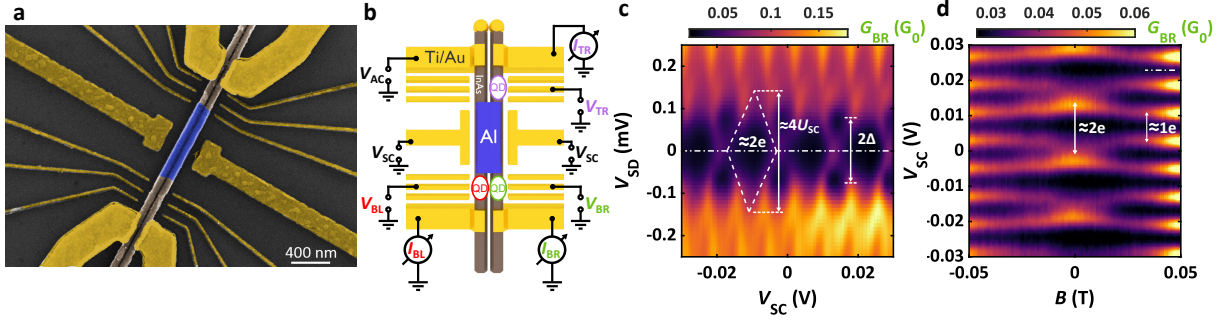 a
400 nm
b
Ti/Au
I_TR
V_AC
InAs
QD
V_TR
Al
V_SC
V_SC
QD
QD
V_BL
V_BR
I_BL
I_BR
c
0.05 0.1 0.15
G_BR (G_0)
0.2
0.1
0
-0.1
-0.2
V_SD (mV)
≈2e
≈4U_SC
2Δ
-0.02 0 0.02
V_SC (V)
d
0.03 0.04 0.05 0.06
G_BR (G_0)
0.03
0.02
0.01
0
-0.01
-0.02
-0.03
V_SC (V)
≈2e
≈1e
-0.05 0 0.05
B (T)